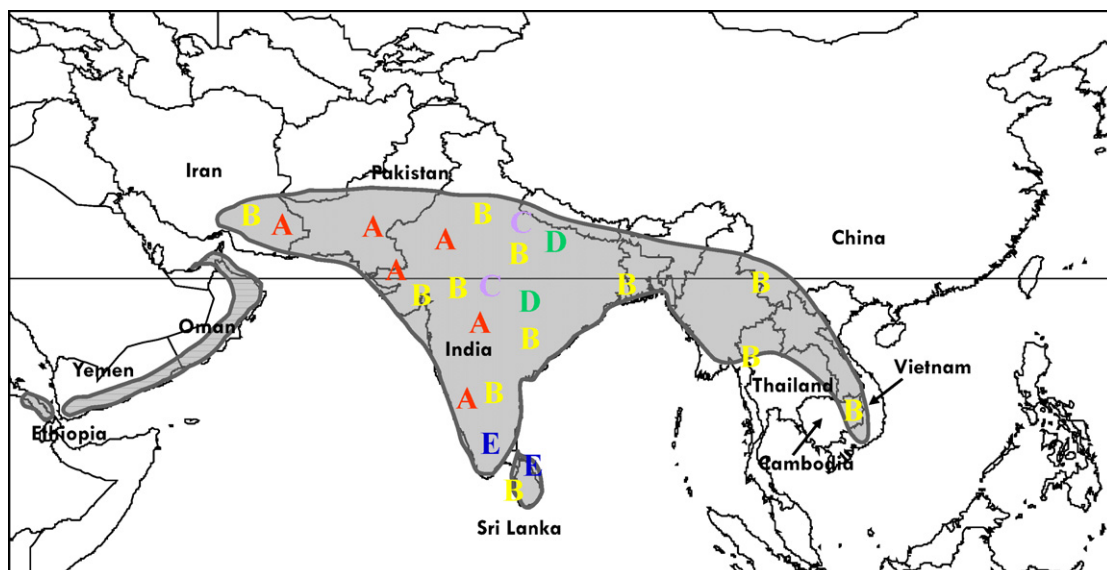 Iran
Pakistan
B
A
A
A
B
C
B
D
China
A
B
B
C
D
B
B
Oman
A
B
India
Yemen
B
Thailand
Vietnam
A
B
B
Ethiopia
E
Cambodia
E
B
Sri Lanka